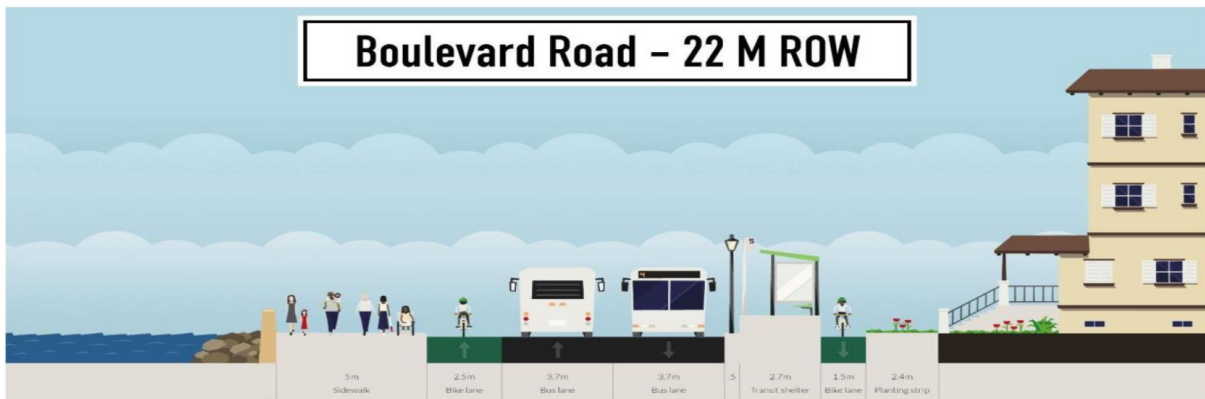 Boulevard Road – 22 M ROW
5m
Sidewalk
2.5m
Bike lane
3.7m
Bus lane
3.7m
Bus lane
.5
2.7m
Transit shelter
1.5m
Bike lane
2.4m
Planting strip